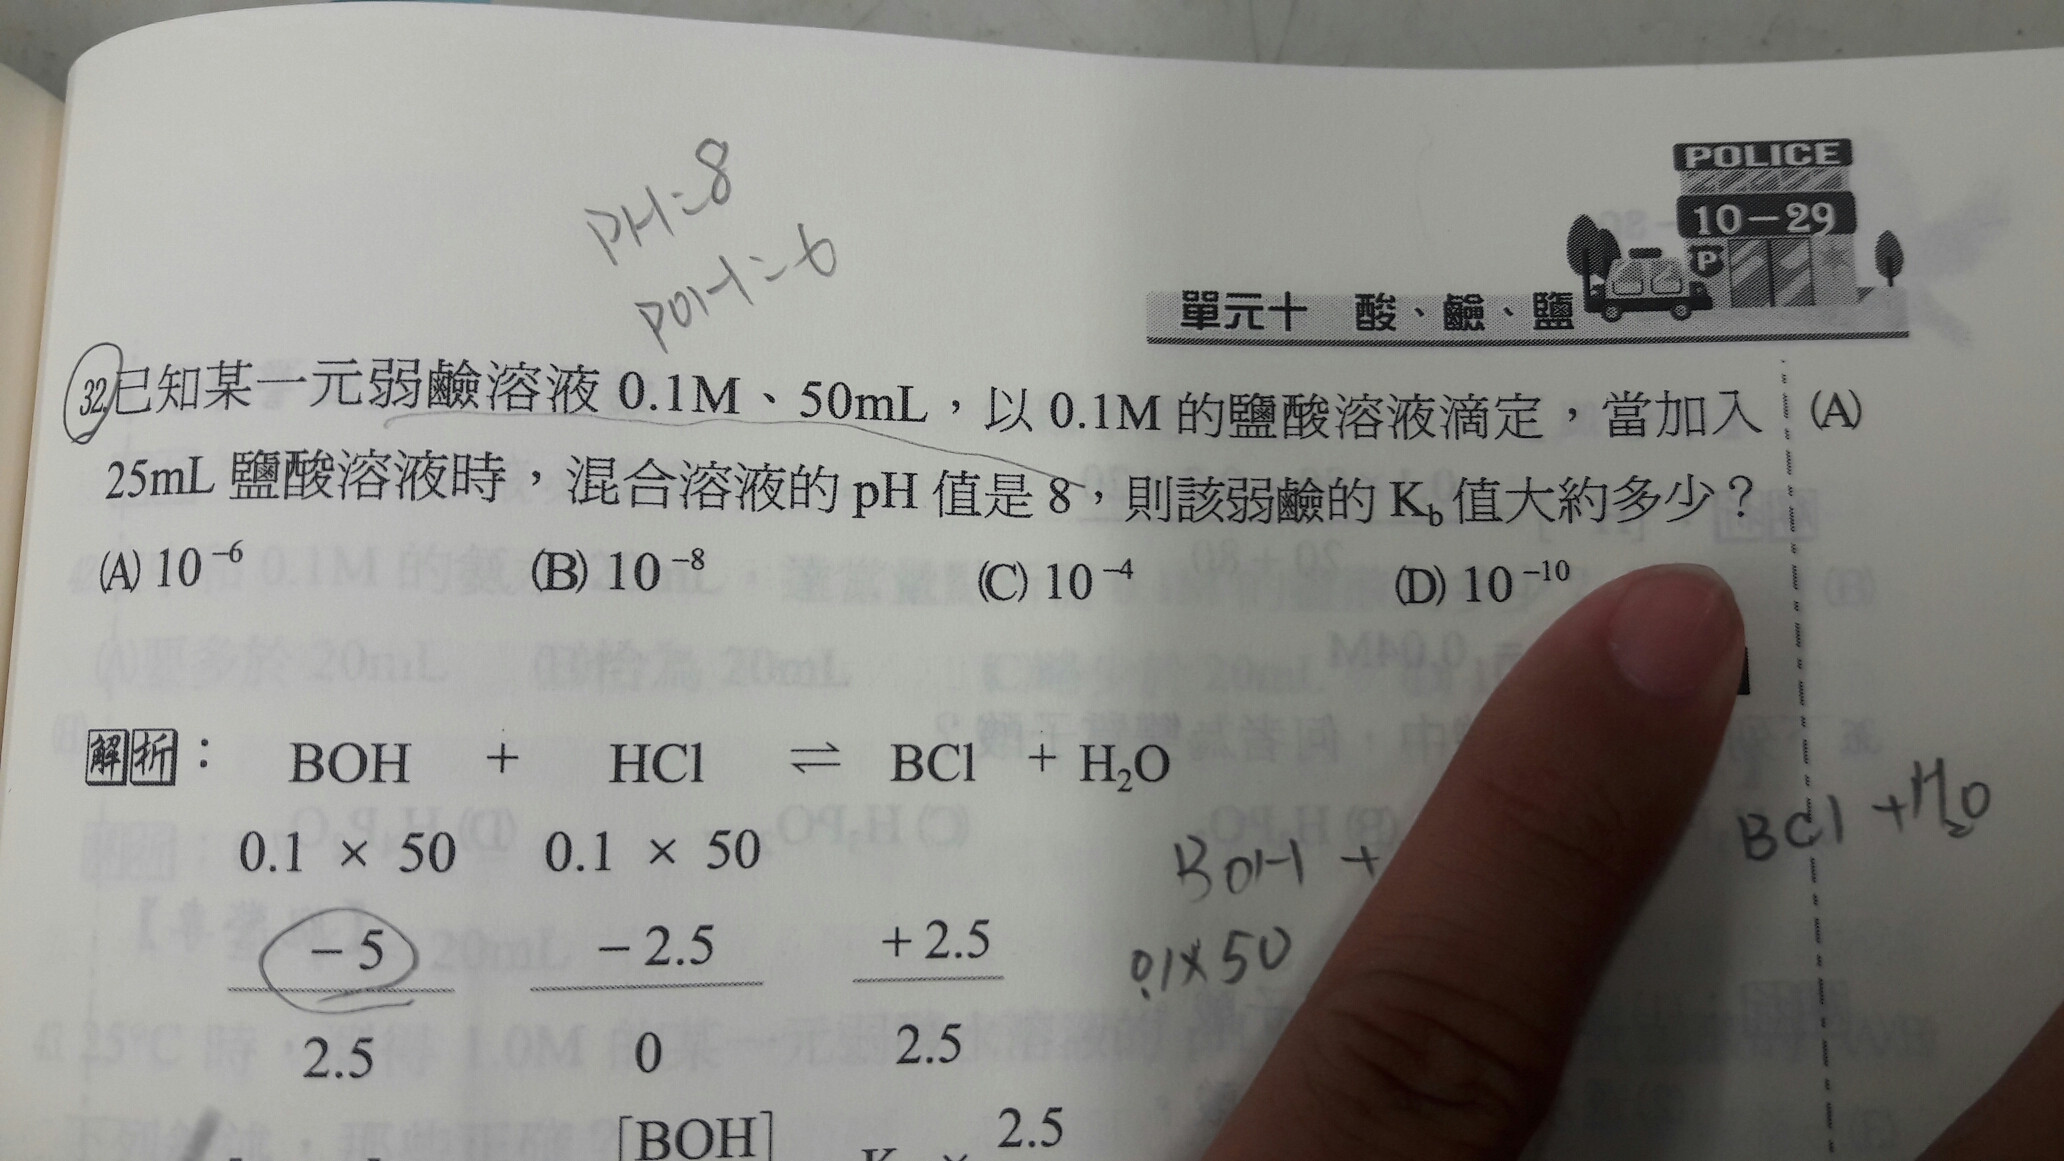 PH=8
POH=6
POLICE
10-29
P
單元十 酸、鹼、鹽
32.已知某一元弱鹼溶液 0.1M、50mL，以 0.1M 的鹽酸溶液滴定，當加入 (A)
25mL 鹽酸溶液時，混合溶液的 pH 值是 8，則該弱鹼的 Kb 值大約多少？
(A) 10⁻⁶ (B) 10⁻⁸ (C) 10⁻⁴ (D) 10⁻¹⁰
解析： BOH + HCl ⇌ BCl + H₂O
BOH + BCl + H₂O
0.1 × 50 0.1 × 50
0.1×50
−5 −2.5 +2.5
2.5 0 2.5
[BOH] 2.5